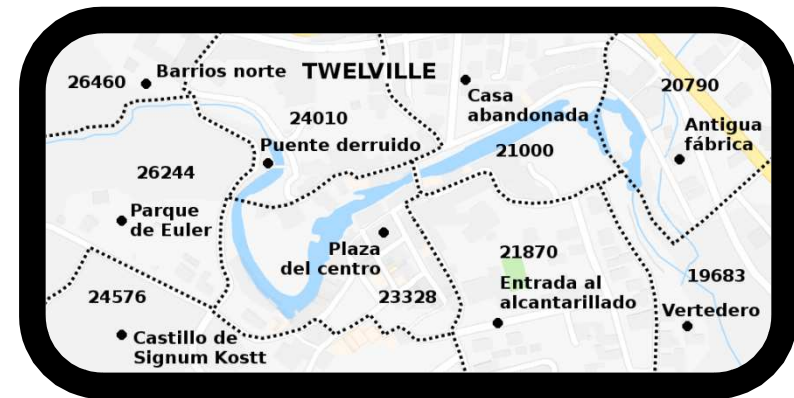 TWELVILLE
26460
Barrios norte
24010
Puente derruido
Casa
abandonada
21000
20790
Antigua
fábrica
26244
Parque
de Euler
Plaza
del centro
23328
21870
Entrada al
alcantarillado
19683
Vertedero
24576
Castillo de
Signum Kostt